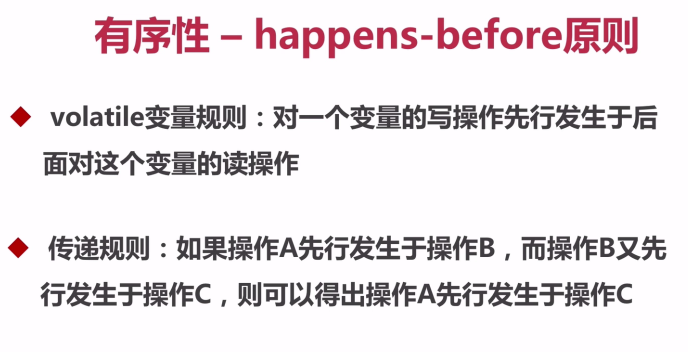 有序性 – happens-before原则
◆ volatile变量规则：对一个变量的写操作先行发生于后
面对这个变量的读操作
◆ 传递规则：如果操作A先行发生于操作B，而操作B又先
行发生于操作C，则可以得出操作A先行发生于操作C